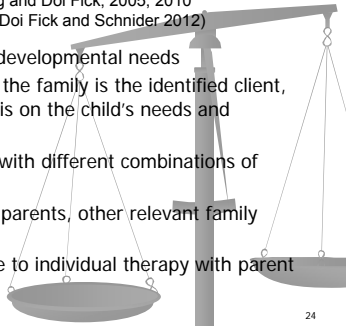 g and Doi Fick, 2005, 2010
Doi Fick and Schnider 2012)
developmental needs
the family is the identified client,
is on the child's needs and
with different combinations of
parents, other relevant family
e to individual therapy with parent
24